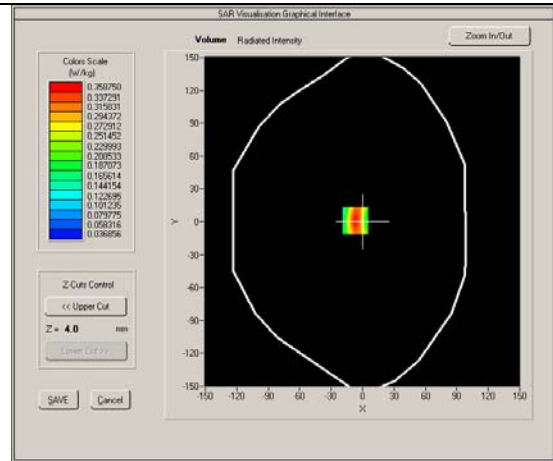 SAR Visualisation Graphical Interface
Volume Radiated Intensity
Zoom In/Out
Colors Scale
(W/kg)
0.358750
0.337291
0.315831
0.294372
0.272912
0.251452
0.229993
0.208533
0.187073
0.165614
0.144154
0.122695
0.101235
0.079775
0.058316
0.036856
Z-Cuts Control
<< Upper Cut
Z = 4.0 mm
Lower Cut >>
SAVE Cancel
150
120
90
60
30
0
-30
-60
-90
-120
-150
Y
-150 -120 -90 -60 -30 0 30 60 90 120 150
X